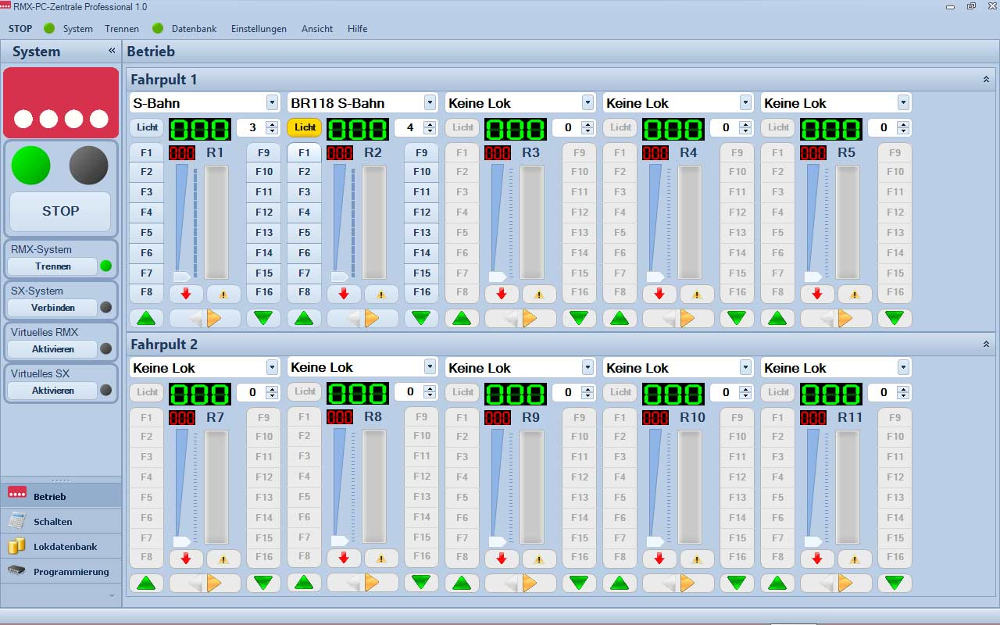 RMX-PC-Zentrale Professional 1.0
STOP System Trennen Datenbank Einstellungen Ansicht Hilfe
System «
Betrieb
STOP
RMX-System
Trennen
SX-System
Verbinden
Virtuelles RMX
Aktivieren
Virtuelles SX
Aktivieren
Betrieb
Schalten
Lokdatenbank
Programmierung
Fahrpult 1
S-Bahn BR118 S-Bahn Keine Lok Keine Lok Keine Lok
Licht 000 3 Licht 000 4 Licht 000 0 Licht 000 0 Licht 000 0
F1 000 R1 F9 F1 000 R2 F9 F1 000 R3 F9 F1 000 R4 F9 F1 000 R5 F9
F2 F10 F2 F10 F2 F10 F2 F10 F2 F10
F3 F11 F3 F11 F3 F11 F3 F11 F3 F11
F4 F12 F4 F12 F4 F12 F4 F12 F4 F12
F5 F13 F5 F13 F5 F13 F5 F13 F5 F13
F6 F14 F6 F14 F6 F14 F6 F14 F6 F14
F7 F15 F7 F15 F7 F15 F7 F15 F7 F15
F8 F16 F8 F16 F8 F16 F8 F16 F8 F16
Fahrpult 2
Keine Lok Keine Lok Keine Lok Keine Lok Keine Lok
Licht 000 0 Licht 000 0 Licht 000 0 Licht 000 0 Licht 000 0
F1 000 R7 F9 F1 000 R8 F9 F1 000 R9 F9 F1 000 R10 F9 F1 000 R11 F9
F2 F10 F2 F10 F2 F10 F2 F10 F2 F10
F3 F11 F3 F11 F3 F11 F3 F11 F3 F11
F4 F12 F4 F12 F4 F12 F4 F12 F4 F12
F5 F13 F5 F13 F5 F13 F5 F13 F5 F13
F6 F14 F6 F14 F6 F14 F6 F14 F6 F14
F7 F15 F7 F15 F7 F15 F7 F15 F7 F15
F8 F16 F8 F16 F8 F16 F8 F16 F8 F16